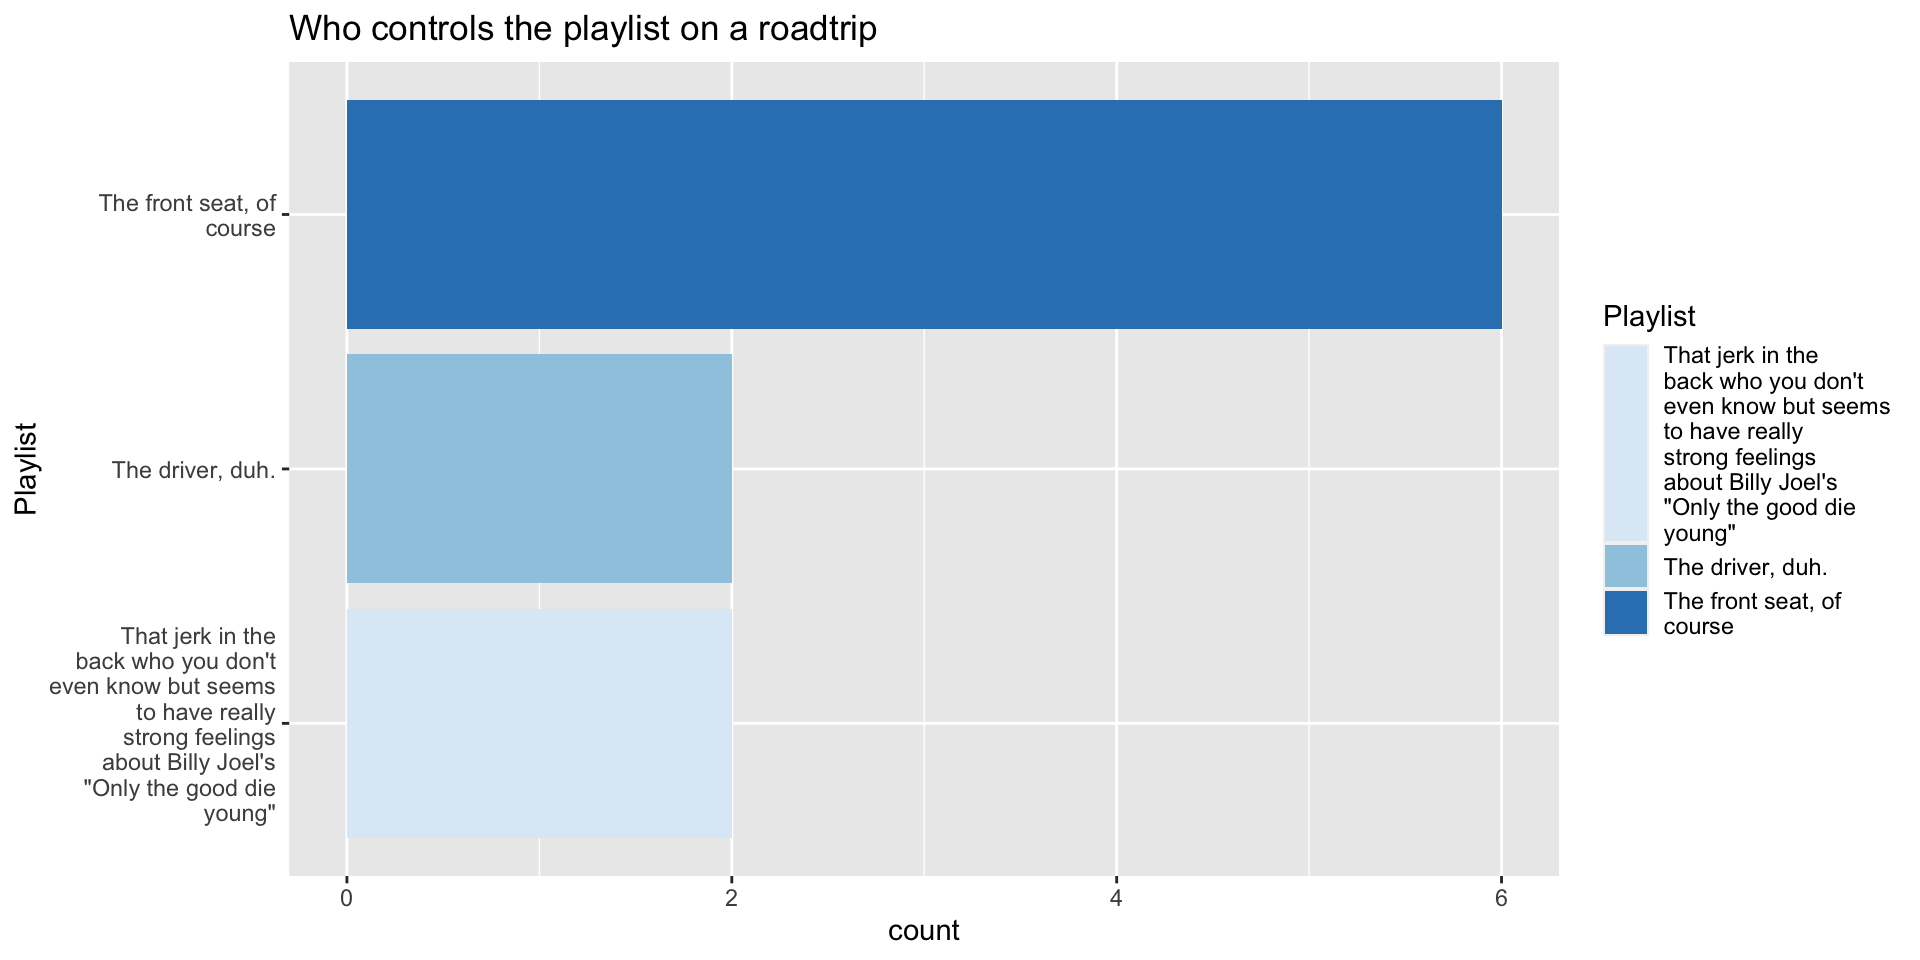 Who controls the playlist on a roadtrip
Playlist
The front seat, of
course
The driver, duh.
That jerk in the
back who you don't
even know but seems
to have really
strong feelings
about Billy Joel's
"Only the good die
young"
0
2
4
6
count
Playlist
That jerk in the
back who you don't
even know but seems
to have really
strong feelings
about Billy Joel's
"Only the good die
young"
The driver, duh.
The front seat, of
course